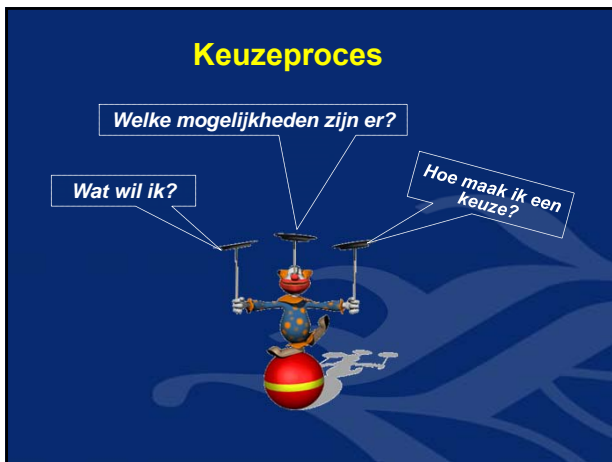 Keuzeproces
Welke mogelijkheden zijn er?
Wat wil ik?
Hoe maak ik een
keuze?